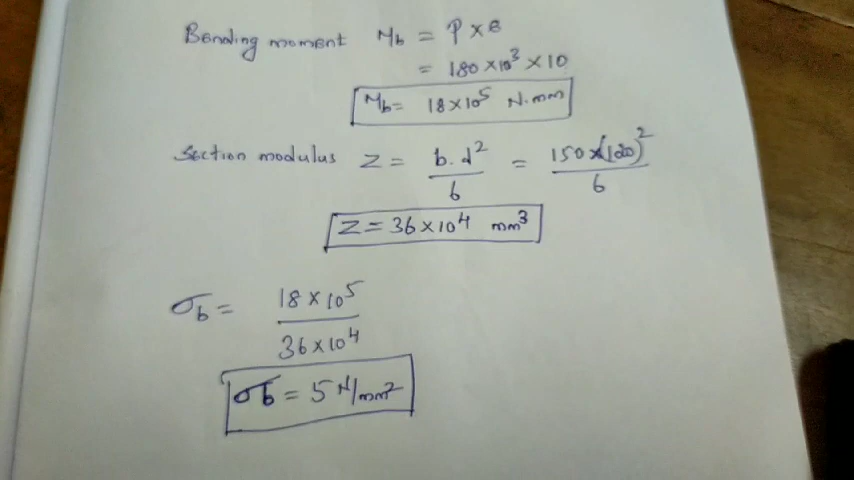 Bending moment Mb = P × e
= 180 × 10³ × 10
Mb = 18 × 10⁵ N.mm
Section modulus Z = b.d²/6 = 150 × (120)²/6
Z = 36 × 10⁴ mm³
σb = 18 × 10⁵/36 × 10⁴
σb = 5 N/mm²